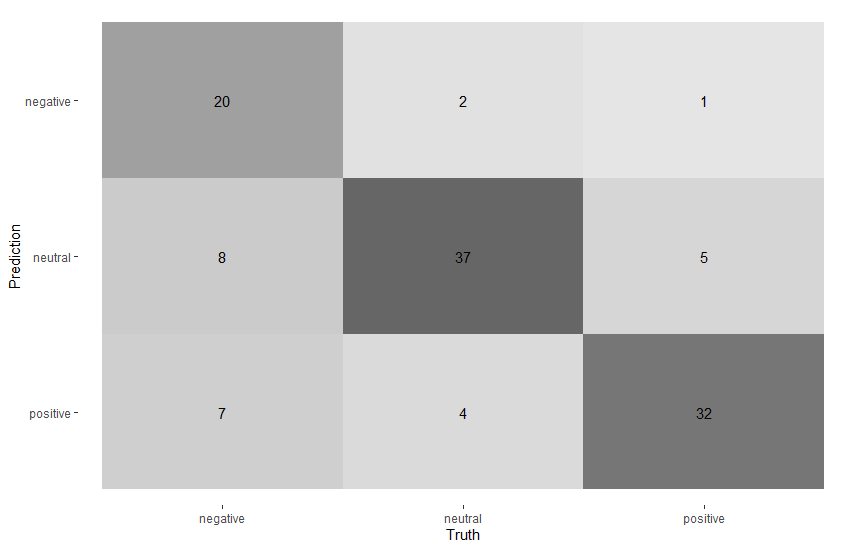 negative
20
2
1
Prediction
neutral
8
37
5
positive
7
4
32
negative
neutral
positive
Truth